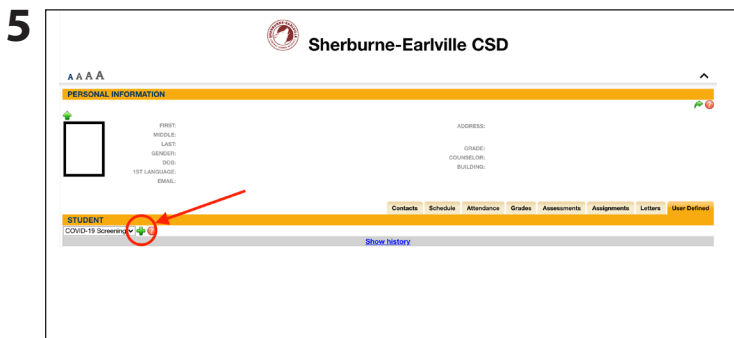 5
Sherburne-Earlville CSD
A A A A
PERSONAL INFORMATION
FIRST:
MIDDLE:
LAST:
GENDER:
DOB:
1ST LANGUAGE:
EMAIL:
ADDRESS:
GRADE:
COUNSELOR:
BUILDING:
Contacts Schedule Attendance Grades Assessments Assignments Letters User Defined
STUDENT
COVID-19 Screening
Show history